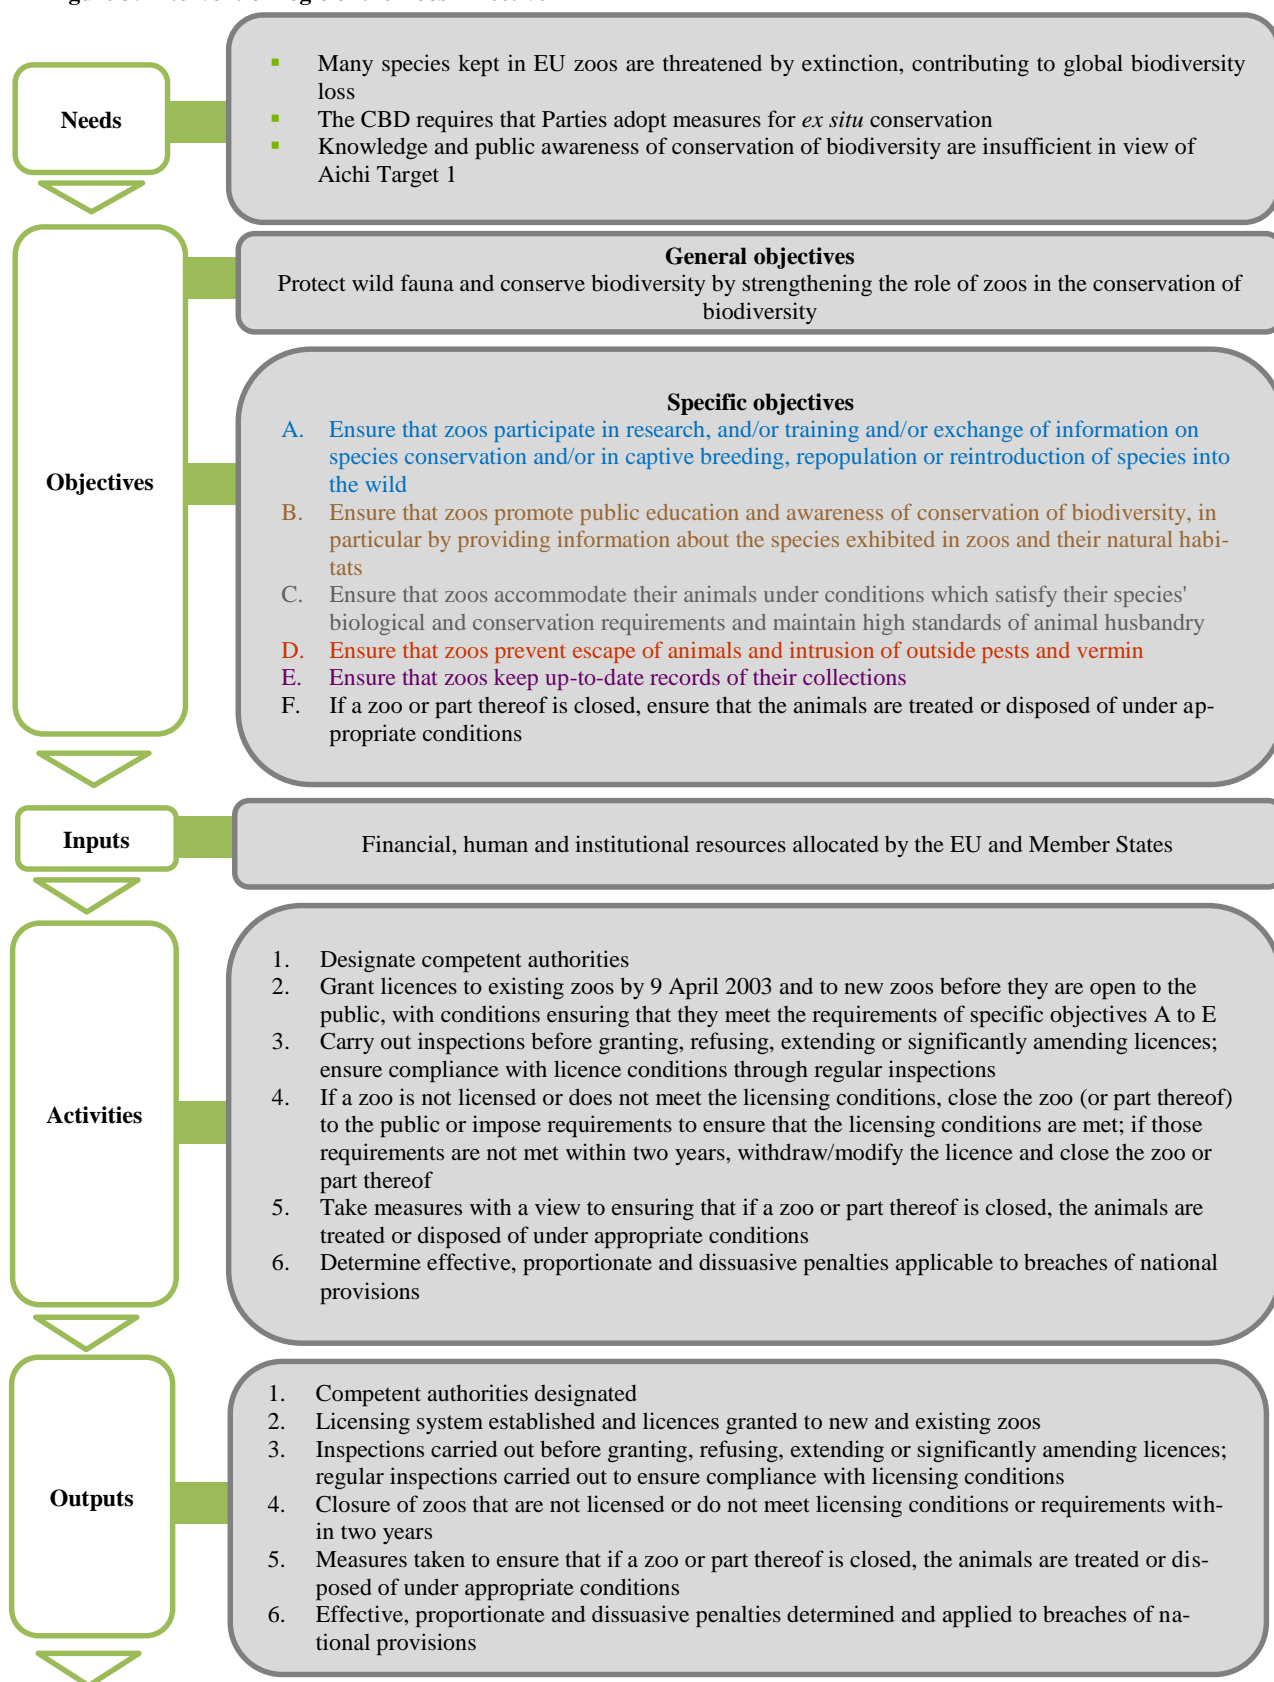 Needs
▪ Many species kept in EU zoos are threatened by extinction, contributing to global biodiversity
loss
▪ The CBD requires that Parties adopt measures for ex situ conservation
▪ Knowledge and public awareness of conservation of biodiversity are insufficient in view of
Aichi Target 1
Objectives
General objectives
Protect wild fauna and conserve biodiversity by strengthening the role of zoos in the conservation of
biodiversity
Specific objectives
A. Ensure that zoos participate in research, and/or training and/or exchange of information on
species conservation and/or in captive breeding, repopulation or reintroduction of species into
the wild
B. Ensure that zoos promote public education and awareness of conservation of biodiversity, in
particular by providing information about the species exhibited in zoos and their natural habi-
tats
C. Ensure that zoos accommodate their animals under conditions which satisfy their species'
biological and conservation requirements and maintain high standards of animal husbandry
D. Ensure that zoos prevent escape of animals and intrusion of outside pests and vermin
E. Ensure that zoos keep up-to-date records of their collections
F. If a zoo or part thereof is closed, ensure that the animals are treated or disposed of under ap-
propriate conditions
Inputs
Financial, human and institutional resources allocated by the EU and Member States
Activities
1. Designate competent authorities
2. Grant licences to existing zoos by 9 April 2003 and to new zoos before they are open to the
public, with conditions ensuring that they meet the requirements of specific objectives A to E
3. Carry out inspections before granting, refusing, extending or significantly amending licences;
ensure compliance with licence conditions through regular inspections
4. If a zoo is not licensed or does not meet the licensing conditions, close the zoo (or part thereof)
to the public or impose requirements to ensure that the licensing conditions are met; if those
requirements are not met within two years, withdraw/modify the licence and close the zoo or
part thereof
5. Take measures with a view to ensuring that if a zoo or part thereof is closed, the animals are
treated or disposed of under appropriate conditions
6. Determine effective, proportionate and dissuasive penalties applicable to breaches of national
provisions
Outputs
1. Competent authorities designated
2. Licensing system established and licences granted to new and existing zoos
3. Inspections carried out before granting, refusing, extending or significantly amending licences;
regular inspections carried out to ensure compliance with licensing conditions
4. Closure of zoos that are not licensed or do not meet licensing conditions or requirements with-
in two years
5. Measures taken to ensure that if a zoo or part thereof is closed, the animals are treated or dis-
posed of under appropriate conditions
6. Effective, proportionate and dissuasive penalties determined and applied to breaches of na-
tional provisions